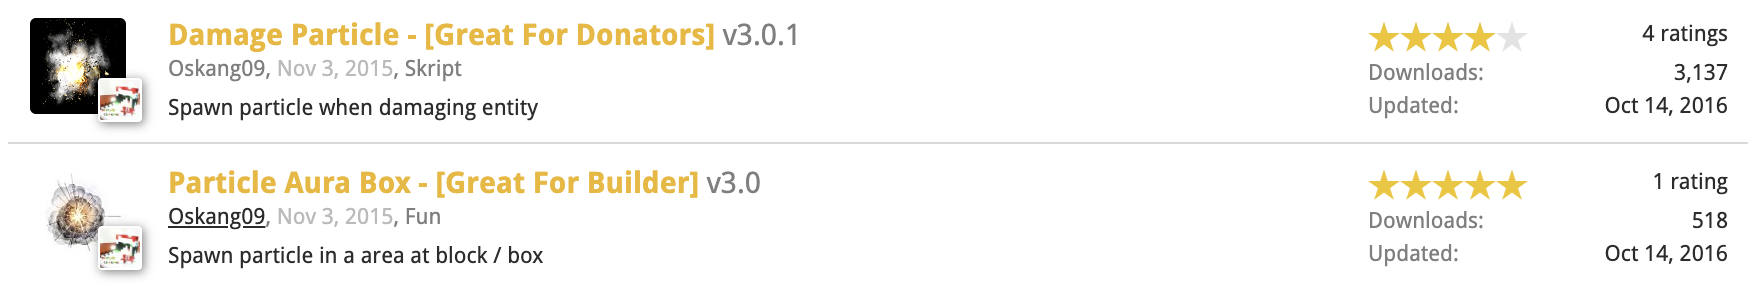 Damage Particle - [Great For Donators] v3.0.1
4 ratings
Oskang09, Nov 3, 2015, Skript
Downloads: 3,137
Spawn particle when damaging entity
Updated: Oct 14, 2016
Particle Aura Box - [Great For Builder] v3.0
1 rating
Oskang09, Nov 3, 2015, Fun
Downloads: 518
Spawn particle in a area at block / box
Updated: Oct 14, 2016